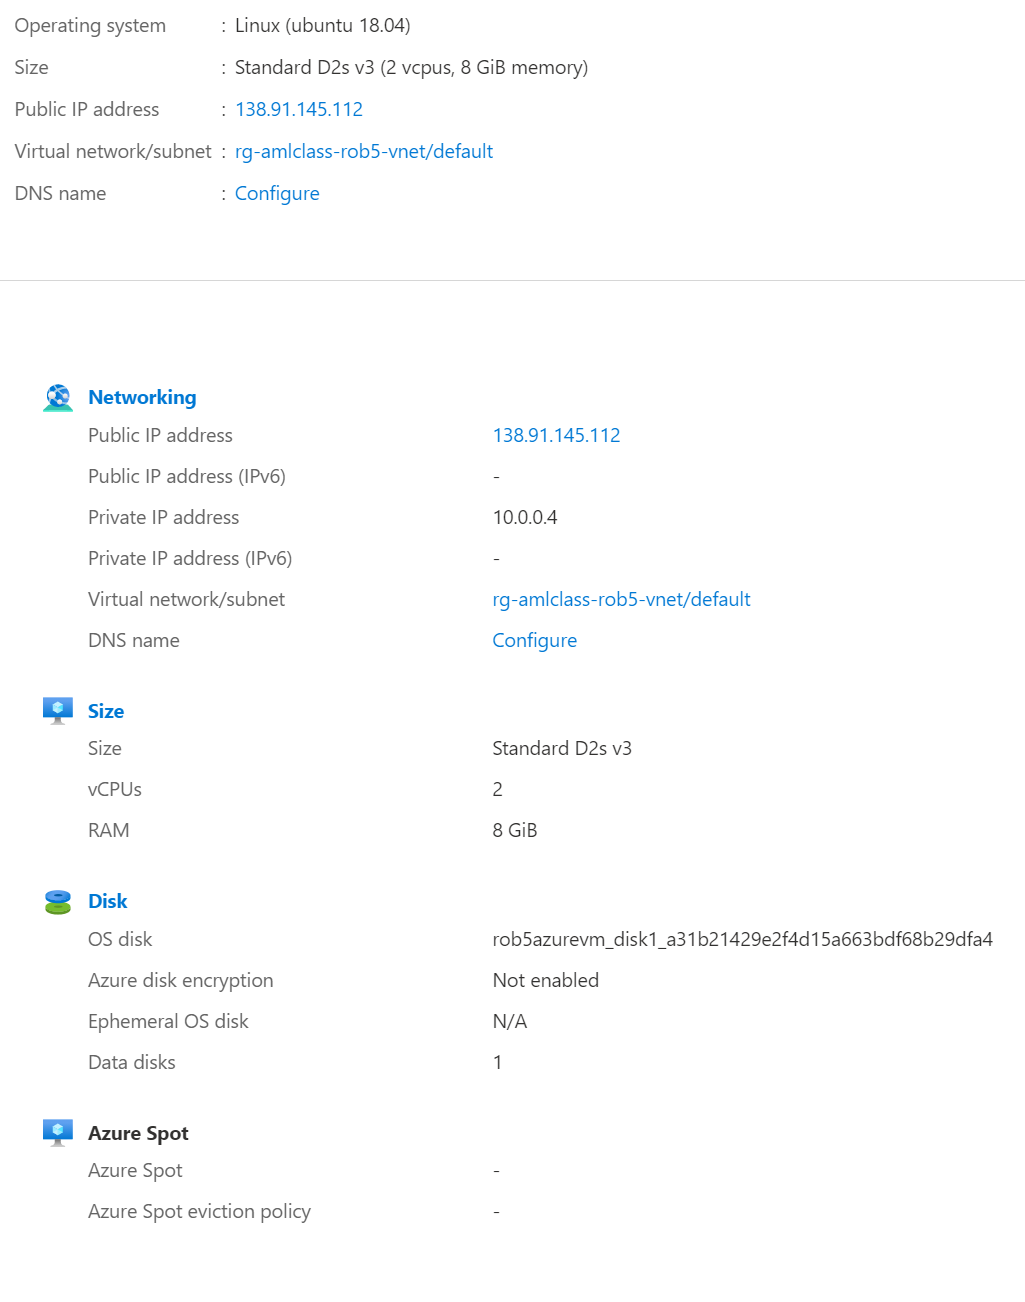 Operating system : Linux (ubuntu 18.04)
Size : Standard D2s v3 (2 vcpus, 8 GiB memory)
Public IP address : 138.91.145.112
Virtual network/subnet : rg-amlclass-rob5-vnet/default
DNS name : Configure
Networking
Public IP address 138.91.145.112
Public IP address (IPv6) -
Private IP address 10.0.0.4
Private IP address (IPv6) -
Virtual network/subnet rg-amlclass-rob5-vnet/default
DNS name Configure
Size
Size Standard D2s v3
vCPUs 2
RAM 8 GiB
Disk
OS disk rob5azurevm_disk1_a31b21429e2f4d15a663bdf68b29dfa4
Azure disk encryption Not enabled
Ephemeral OS disk N/A
Data disks 1
Azure Spot
Azure Spot -
Azure Spot eviction policy -